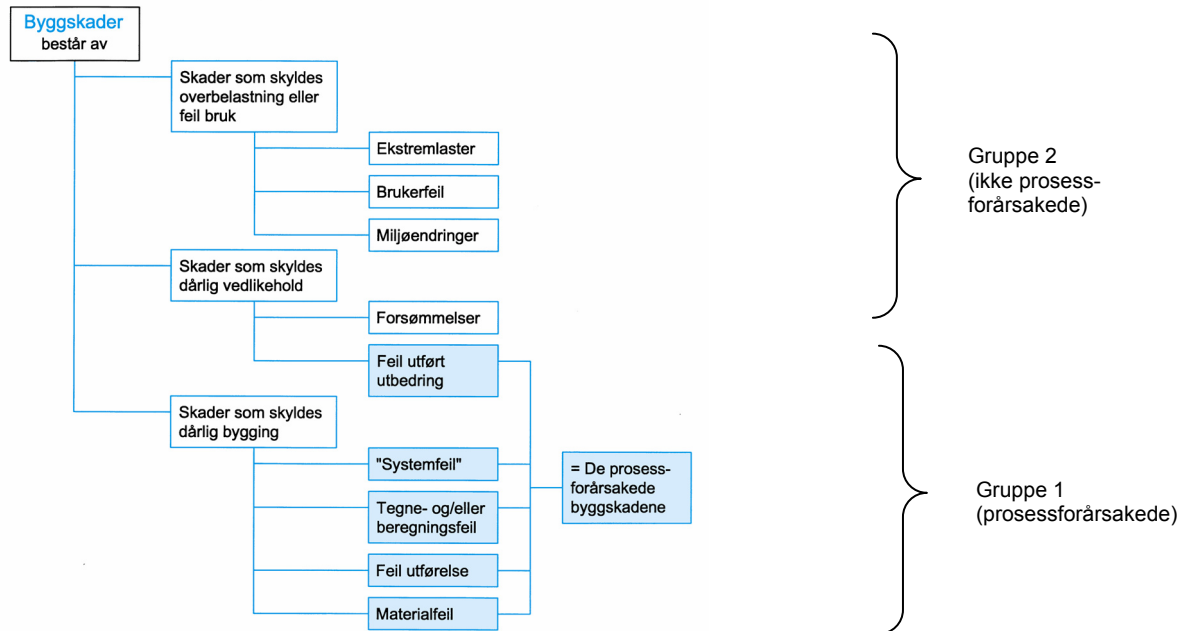 Byggskader
består av
Skader som skyldes
overbelastning eller
feil bruk
Ekstremlaster
Brukerfeil
Miljøendringer
Skader som skyldes
dårlig vedlikehold
Forsømmelser
Feil utført
utbedring
Skader som skyldes
dårlig bygging
"Systemfeil"
Tegne- og/eller
beregningsfeil
Feil utførelse
Materialfeil
= De prosess-
forårsakede
byggskadene
Gruppe 2
(ikke prosess-
forårsakede)
Gruppe 1
(prosessforårsakede)